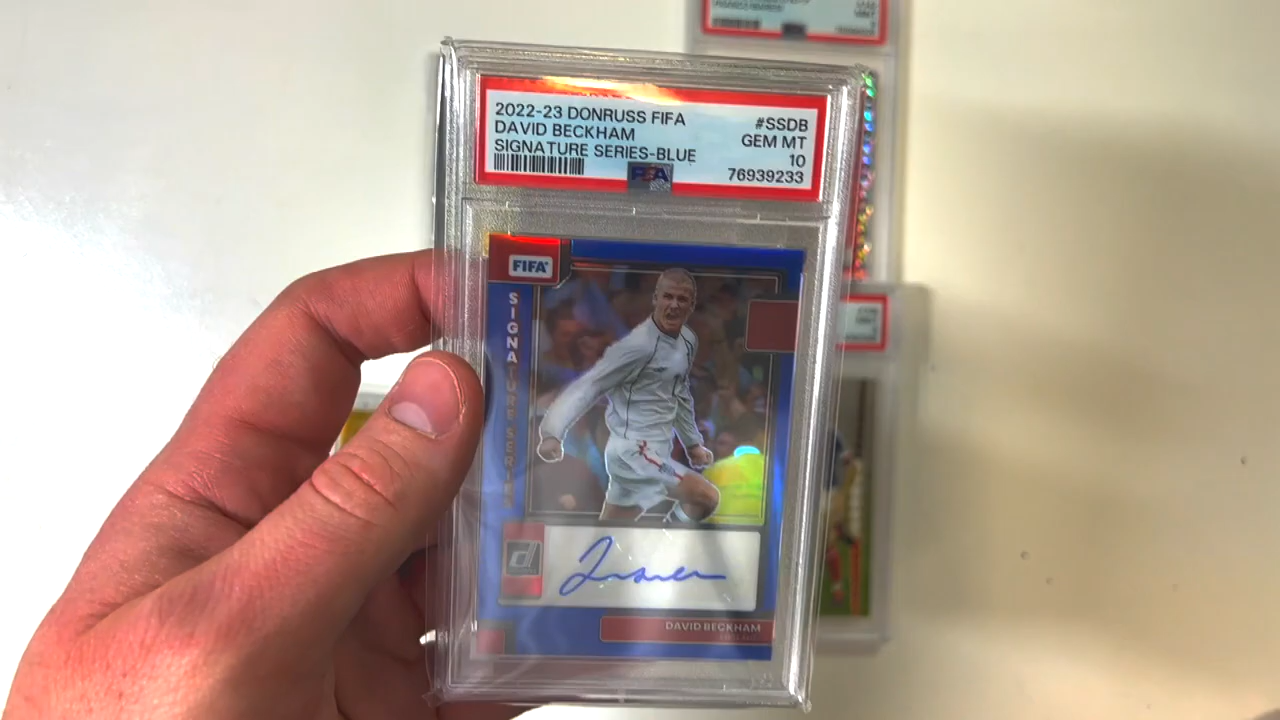 2022-23 DONRUSS FIFA #SSDB
DAVID BECKHAM GEM MT
SIGNATURE SERIES-BLUE 10
PSA 76939233
FIFA
SIGNATURE SERIES
DAVID BECKHAM